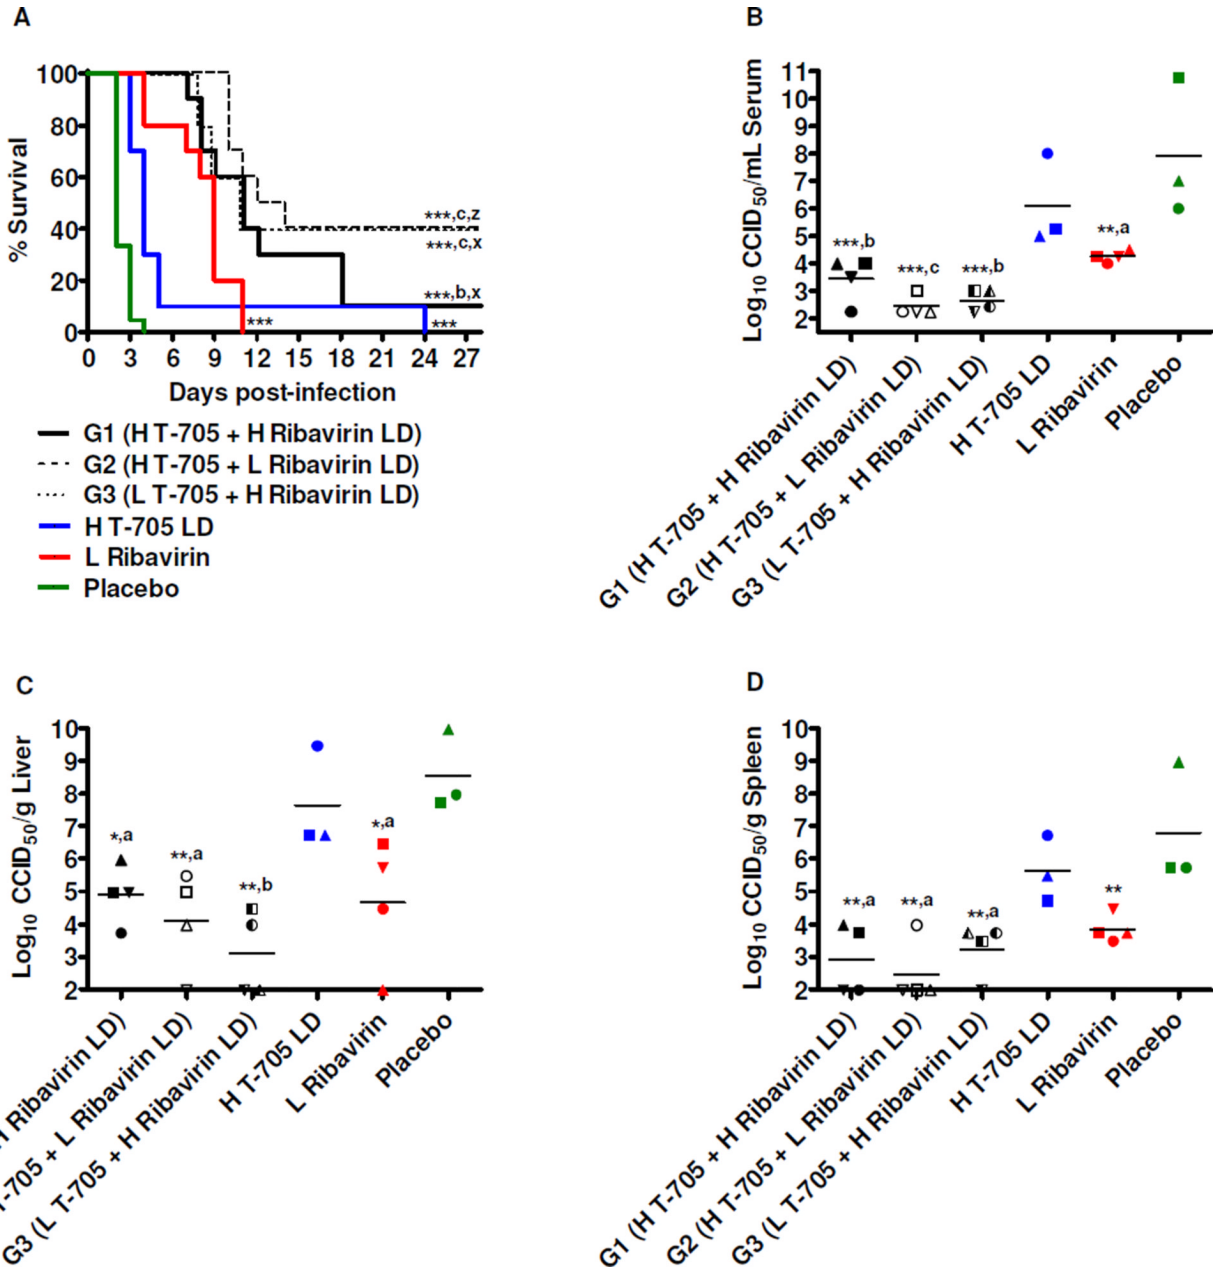 A
% Survival
100
80
60
40
20
0
***,c,z
***,c,x
***,b,x
***
***
0 3 6 9 12 15 18 21 24 27
Days post-infection
G1 (H T-705 + H Ribavirin LD)
G2 (H T-705 + L Ribavirin LD)
G3 (L T-705 + H Ribavirin LD)
H T-705 LD
L Ribavirin
Placebo
B
Log10 CCID50/mL Serum
11
10
9
8
7
6
5
4
3
2
***,b
***,c
***,b
**,a
G1 (H T-705 + H Ribavirin LD)
G2 (H T-705 + L Ribavirin LD)
G3 (L T-705 + H Ribavirin LD)
H T-705 LD
L Ribavirin
Placebo
C
Log10 CCID50/g Liver
10
9
8
7
6
5
4
3
2
*,a
**,a
**,b
*,a
H Ribavirin LD)
T-705 + L Ribavirin LD)
G3 (L T-705 + H Ribavirin LD)
H T-705 LD
L Ribavirin
Placebo
D
Log10 CCID50/g Spleen
10
9
8
7
6
5
4
3
2
**,a
**,a
**,a
**
G1 (H T-705 + H Ribavirin LD)
G2 (H T-705 + L Ribavirin LD)
G3 (L T-705 + H Ribavirin LD)
H T-705 LD
L Ribavirin
Placebo